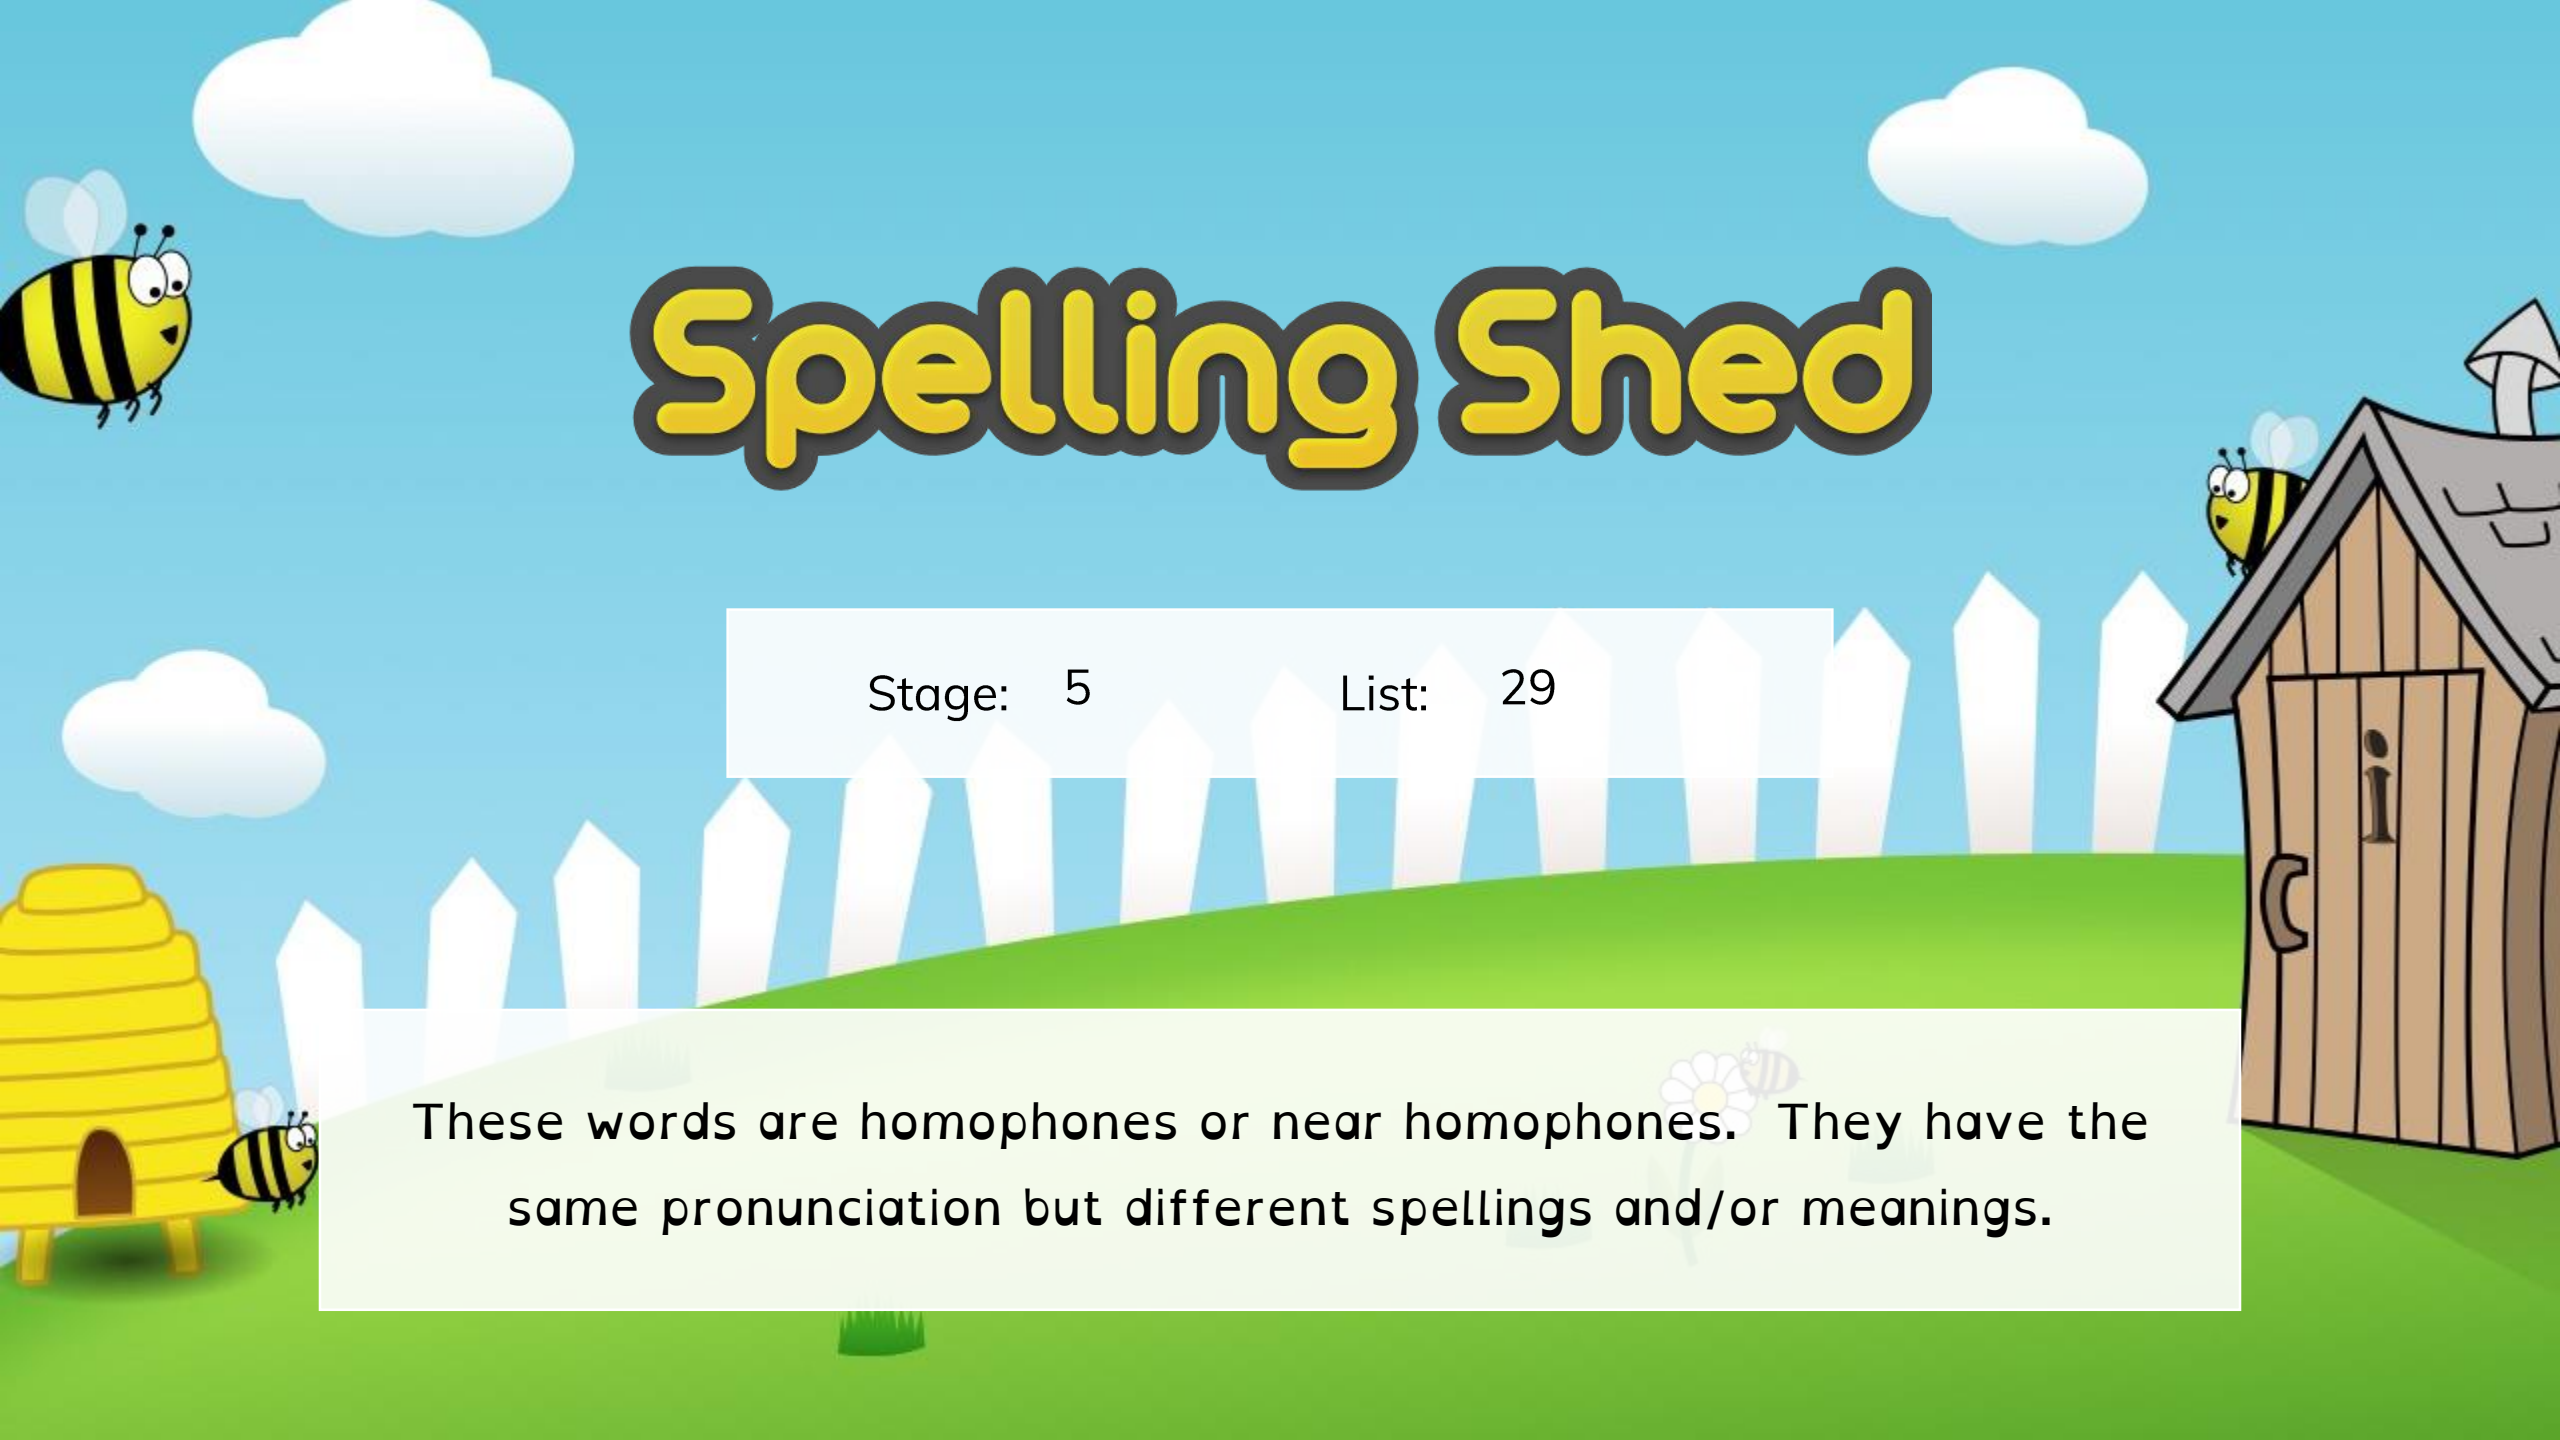 Spelling Shed
Stage: 5 List: 29
i
These words are homophones or near homophones. They have the
same pronunciation but different spellings and/or meanings.